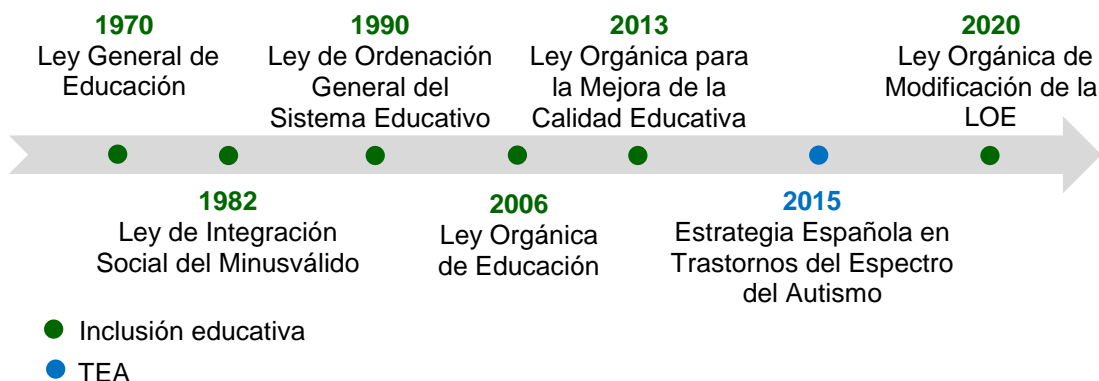 1970
Ley General de
Educación
1990
Ley de Ordenación
General del
Sistema Educativo
2013
Ley Orgánica para
la Mejora de la
Calidad Educativa
2020
Ley Orgánica de
Modificación de la
LOE
1982
Ley de Integración
Social del Minusválido
2006
Ley Orgánica
de Educación
2015
Estrategia Española en
Trastornos del Espectro
del Autismo
Inclusión educativa
TEA